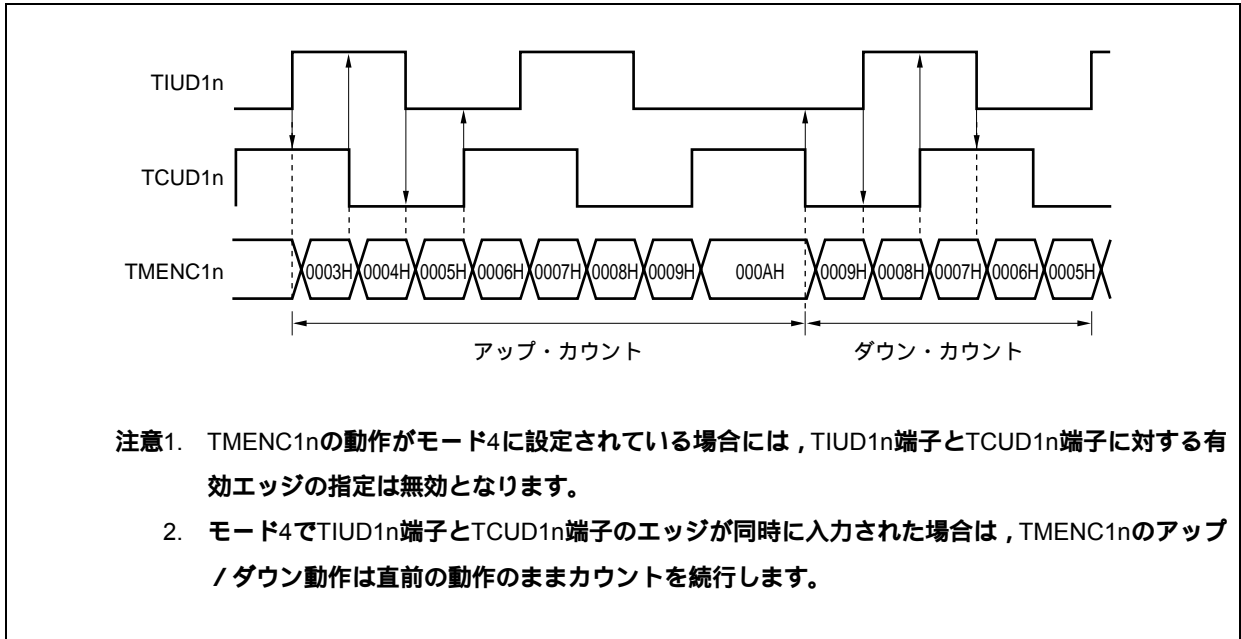 TIUD1n
TCUD1n
TMENC1n
0003H 0004H 0005H 0006H 0007H 0008H 0009H 000AH 0009H 0008H 0007H 0006H 0005H
アップ・カウント ダウン・カウント
注意1. TMENC1nの動作がモード4に設定されている場合には,TIUD1n端子とTCUD1n端子に対する有
効エッジの指定は無効となります。
2. モード4でTIUD1n端子とTCUD1n端子のエッジが同時に入力された場合は,TMENC1nのアップ
/ダウン動作は直前の動作のままカウントを続行します。